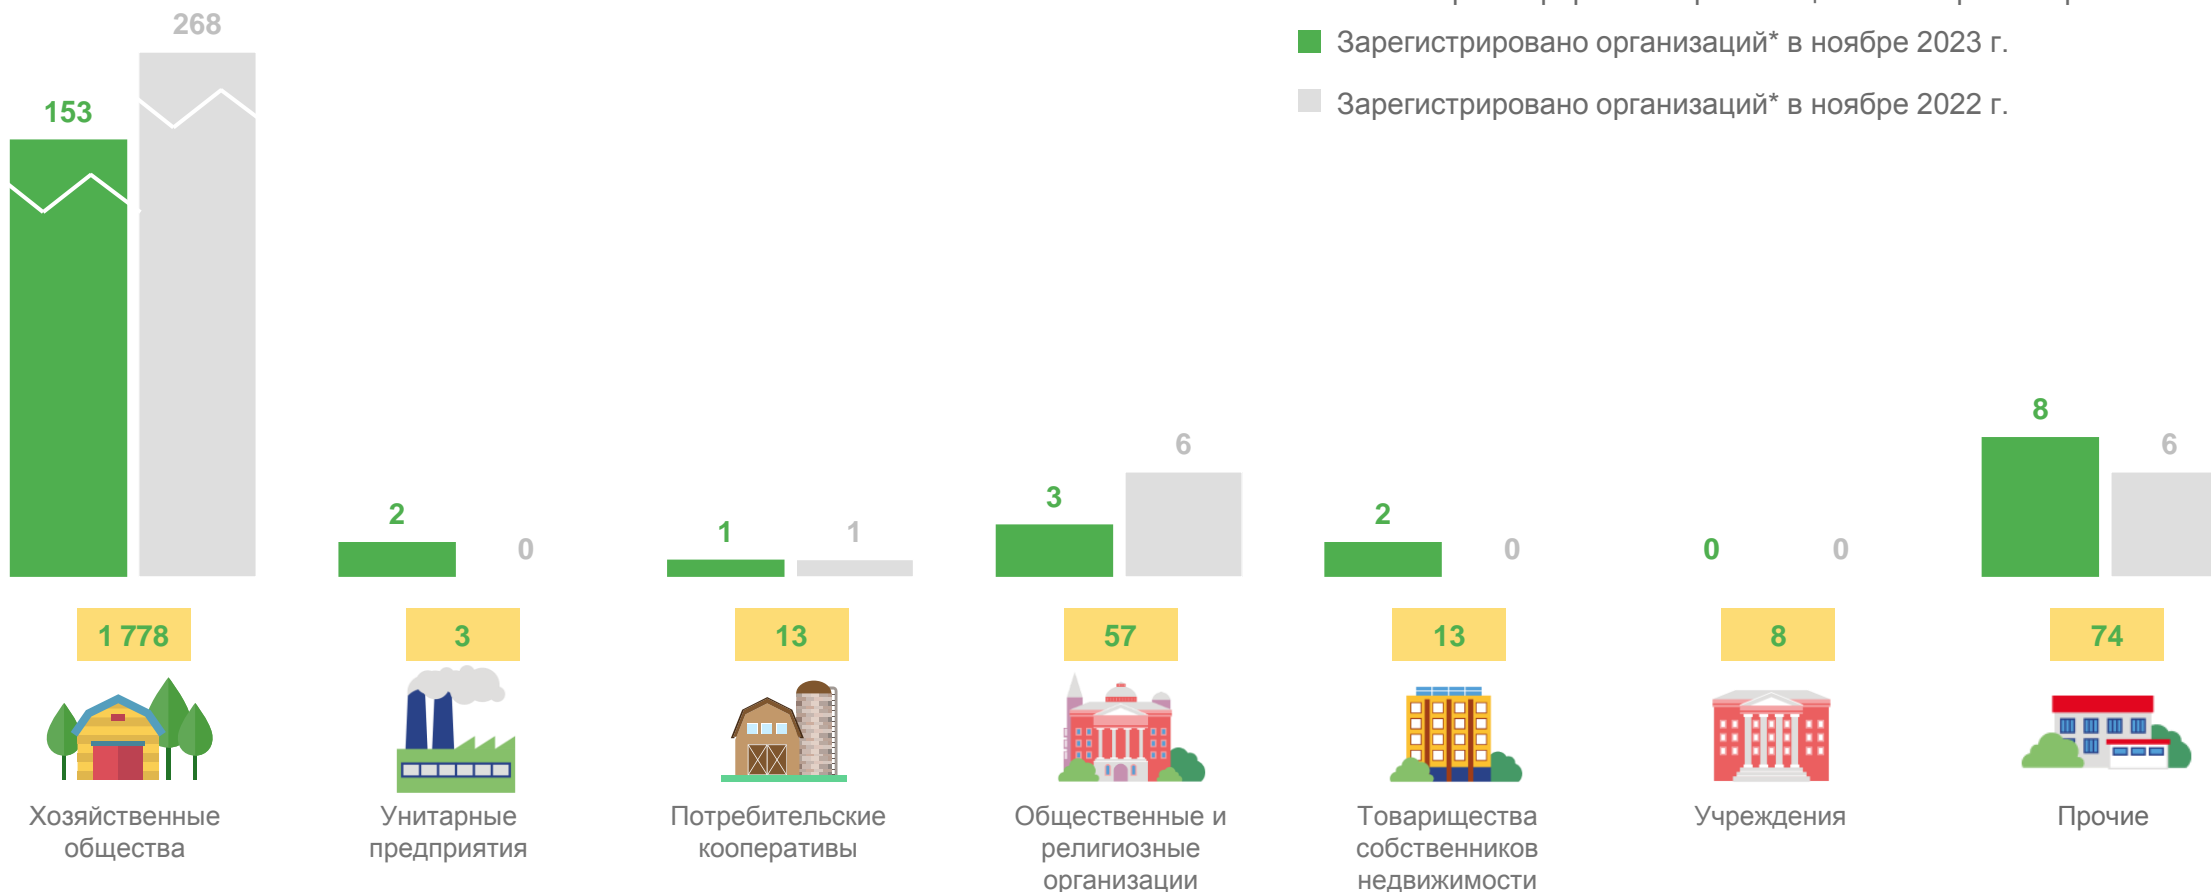 Зарегистрировано организаций* в ноябре 2023 г.
Зарегистрировано организаций* в ноябре 2022 г.
153
268
2
0
1
1
3
6
2
0
0
0
8
6
1 778
3
13
57
13
8
74
Хозяйственные
общества
Унитарные
предприятия
Потребительские
кооперативы
Общественные и
религиозные
организации
Товарищества
собственников
недвижимости
Учреждения
Прочие